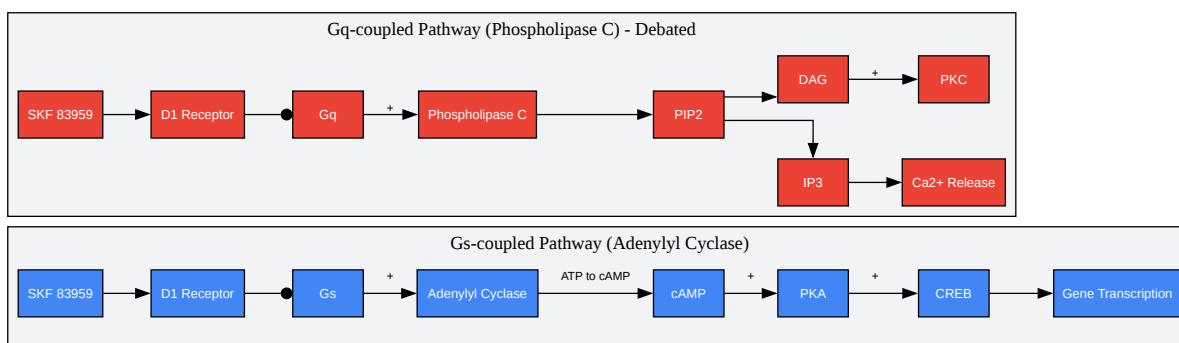 Gq-coupled Pathway (Phospholipase C) - Debated
DAG
+
PKC
SKF 83959
D1 Receptor
Gq
+
Phospholipase C
PIP2
IP3
Ca2+ Release
Gs-coupled Pathway (Adenylyl Cyclase)
SKF 83959
D1 Receptor
Gs
+
Adenylyl Cyclase
ATP to cAMP
cAMP
+
PKA
+
CREB
Gene Transcription